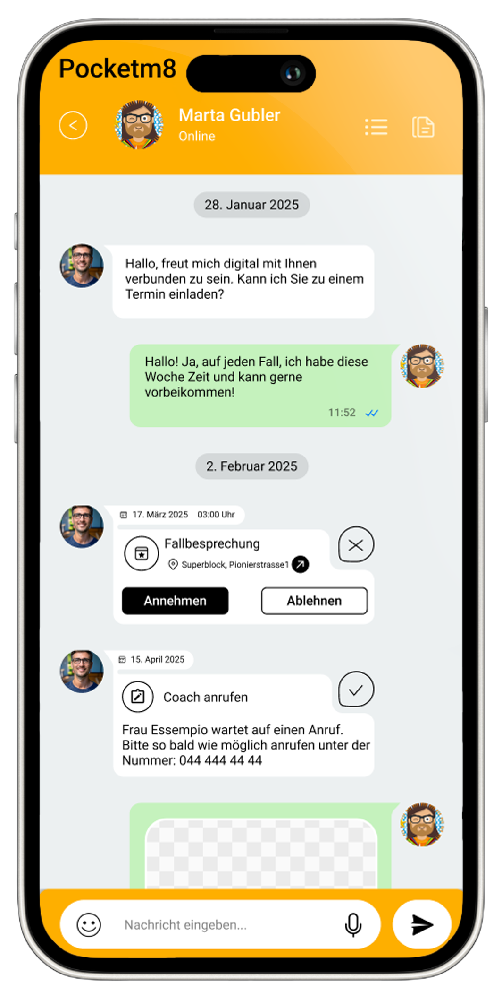 Pocketm8
Marta Gubler
Online
28. Januar 2025
Hallo, freut mich digital mit Ihnen
verbunden zu sein. Kann ich Sie zu einem
Termin einladen?
Hallo! Ja, auf jeden Fall, ich habe diese
Woche Zeit und kann gerne
vorbeikommen!
11:52
2. Februar 2025
17. März 2025 03:00 Uhr
Fallbesprechung
Superblock, Pionierstrasse1
Annehmen Ablehnen
15. April 2025
Coach anrufen
Frau Essempio wartet auf einen Anruf.
Bitte so bald wie möglich anrufen unter der
Nummer: 044 444 44 44
Nachricht eingeben...